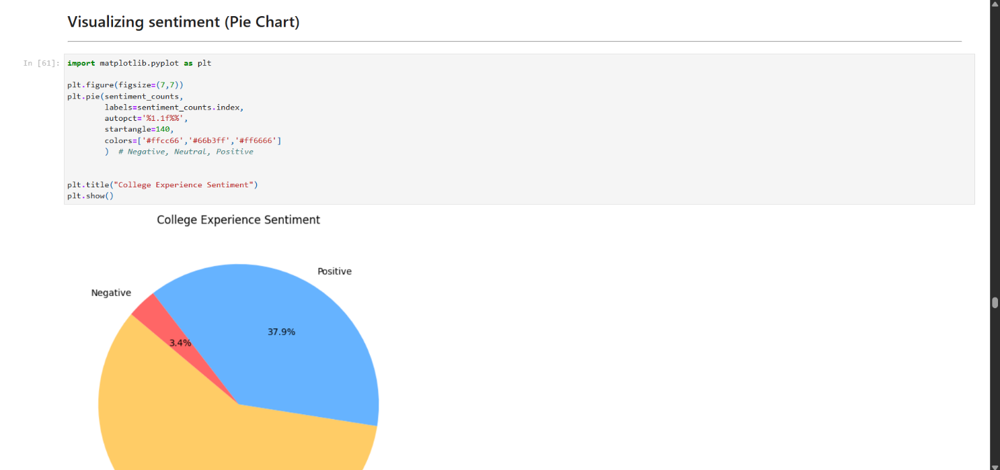 Visualizing sentiment (Pie Chart)
In [61]:
import matplotlib.pyplot as plt
plt.figure(figsize=(7,7))
plt.pie(sentiment_counts,
        labels=sentiment_counts.index,
        autopct='%1.1f%%',
        startangle=140,
        colors=['#ffcc66','#66b3ff','#ff6666']
        )  # Negative, Neutral, Positive
plt.title("College Experience Sentiment")
plt.show()
College Experience Sentiment
Positive
Negative
37.9%
3.4%